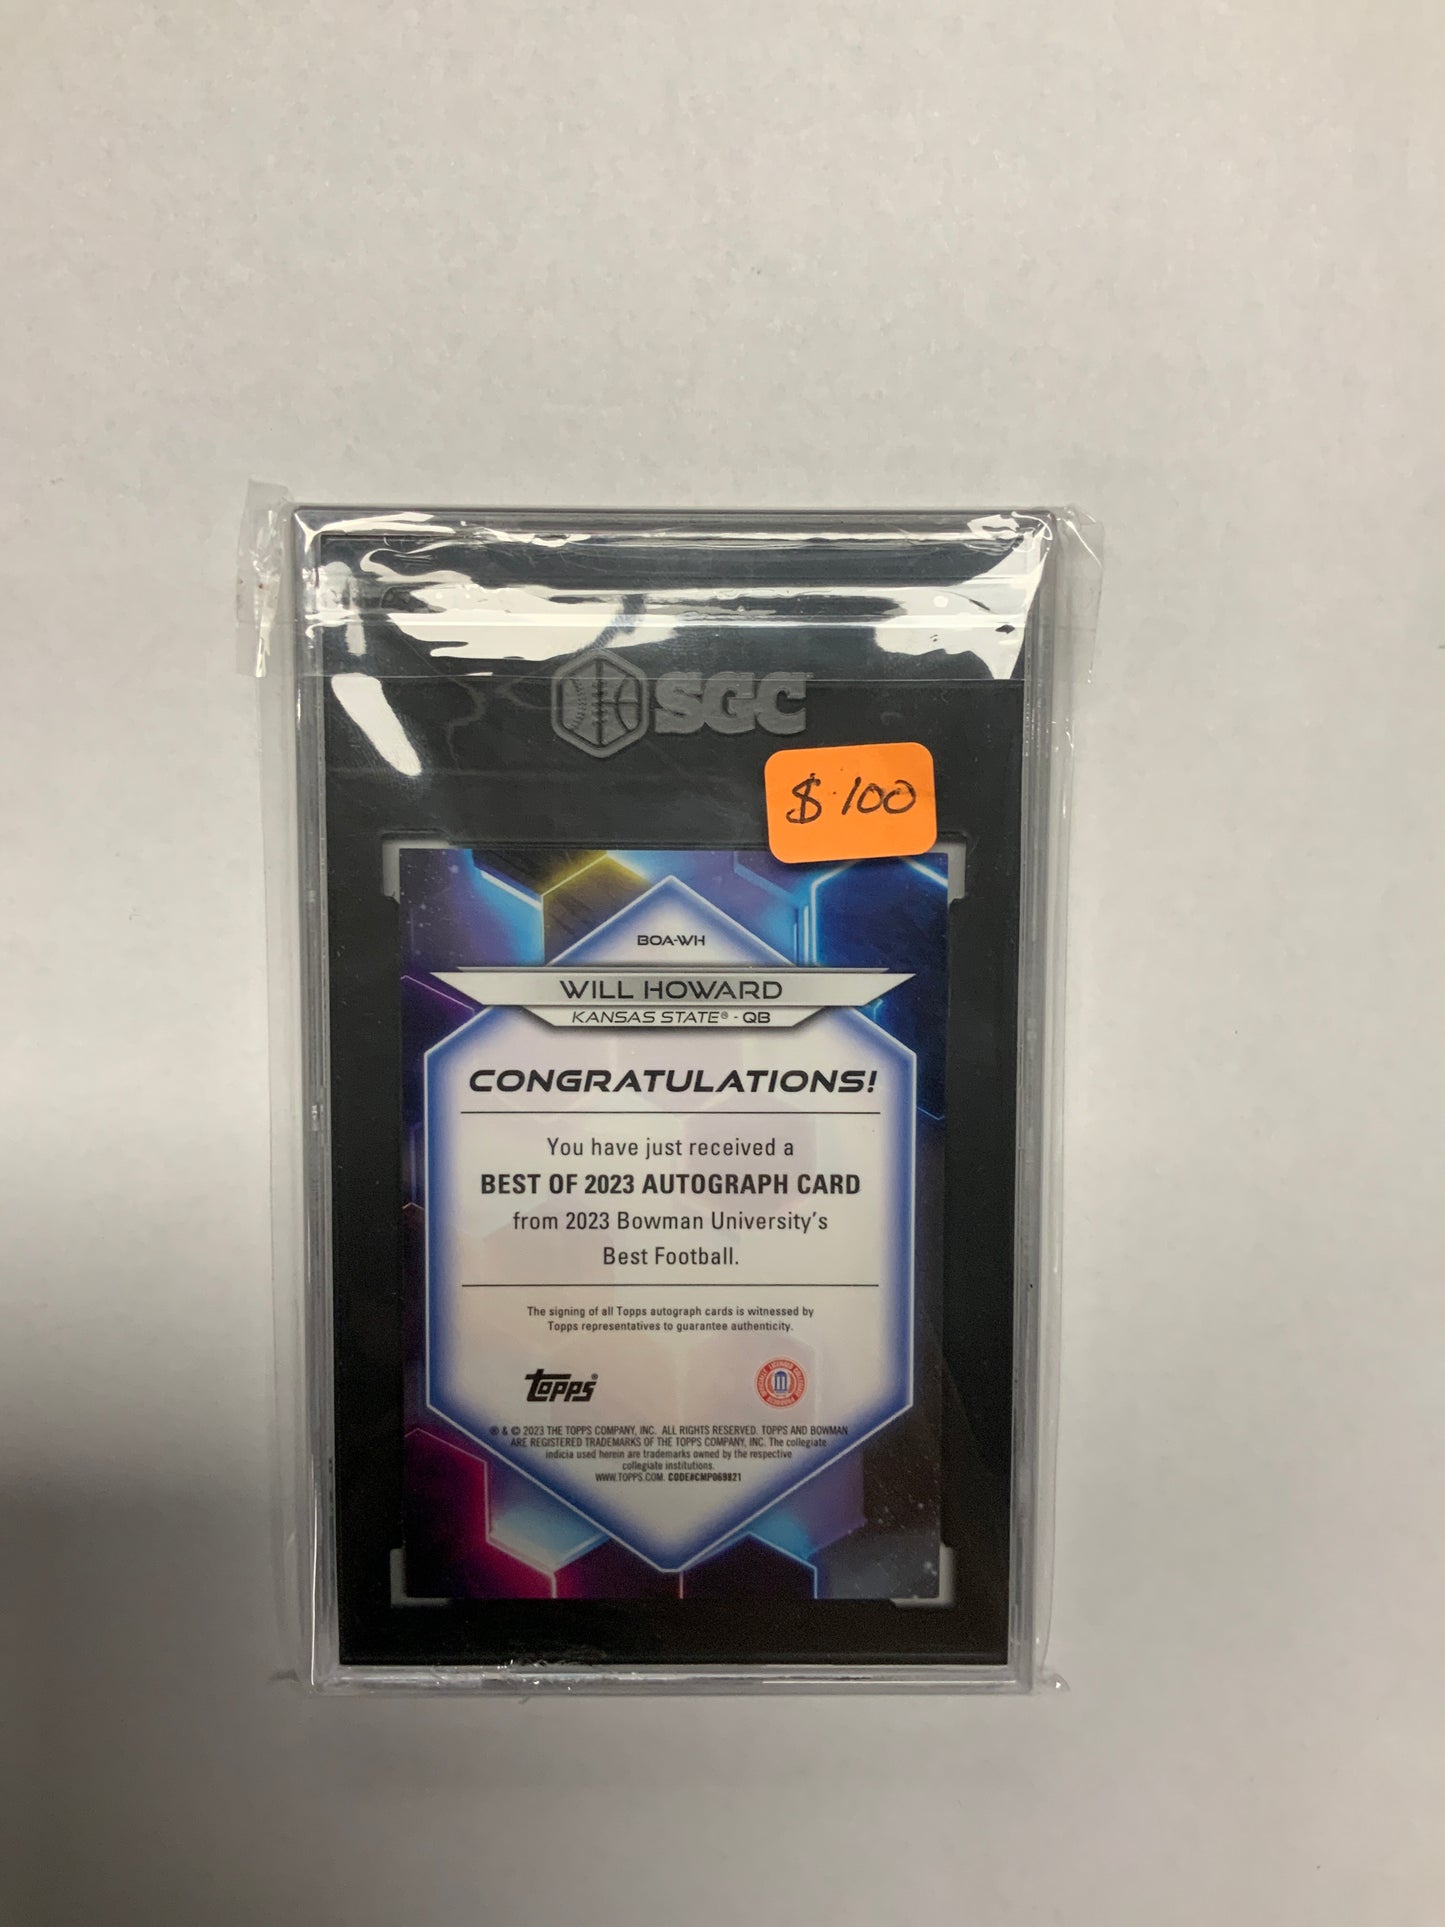 SGC
$100
BOA-WH
WILL HOWARD
KANSAS STATE® - QB
CONGRATULATIONS!
You have just received a
BEST OF 2023 AUTOGRAPH CARD
from 2023 Bowman University's
Best Football.
The signing of all Topps autograph cards is witnessed by
Topps representatives to guarantee authenticity.
Topps®
OFFICIALLY LICENSED COLLEGIATE PRODUCTS
® & © 2023 THE TOPPS COMPANY, INC. ALL RIGHTS RESERVED. TOPPS AND BOWMAN
ARE REGISTERED TRADEMARKS OF THE TOPPS COMPANY, INC. The collegiate
indicia used herein are trademarks owned by the respective
collegiate institutions.
WWW.TOPPS.COM. CODE#CMP069821